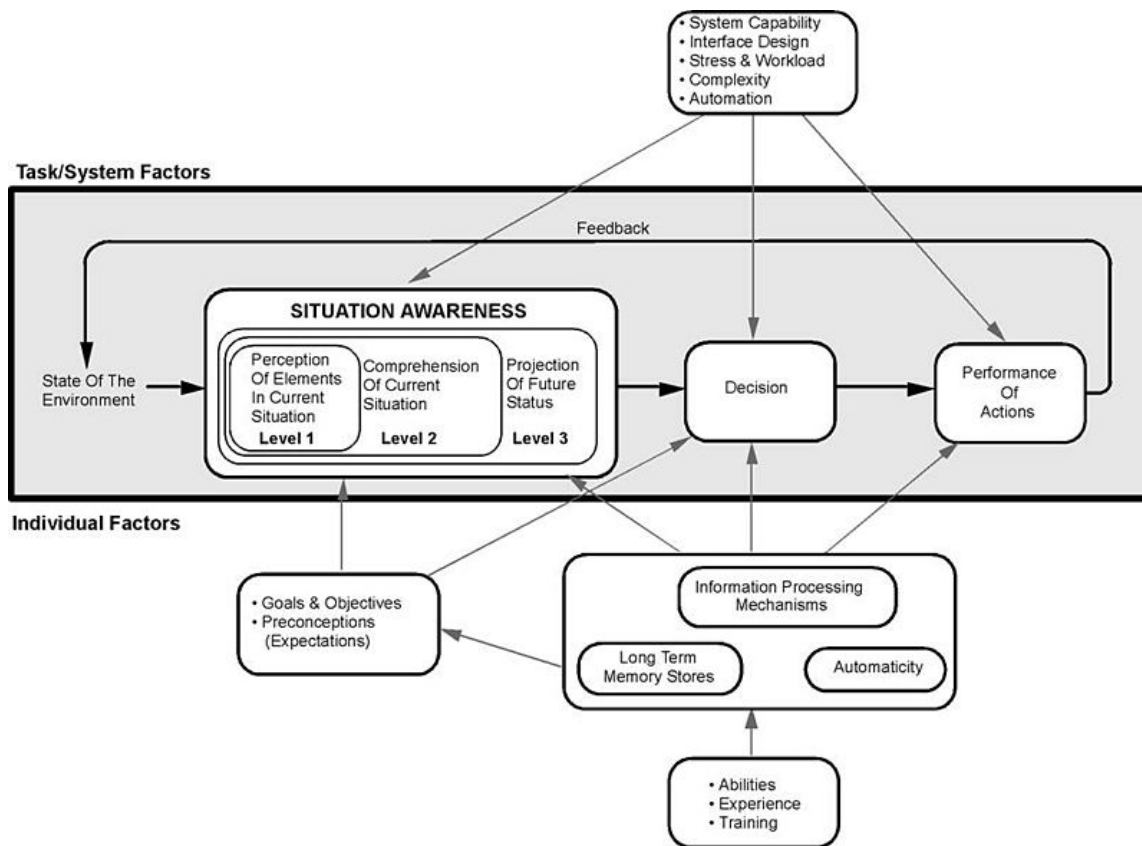 • System Capability
• Interface Design
• Stress & Workload
• Complexity
• Automation
Task/System Factors
Feedback
SITUATION AWARENESS
Perception
Of Elements
In Current
Situation
Level 1
Comprehension
Of Current
Situation
Level 2
Projection
Of Future
Status
Level 3
State Of The
Environment
Decision
Performance
Of
Actions
Individual Factors
• Goals & Objectives
• Preconceptions
(Expectations)
Information Processing
Mechanisms
Long Term
Memory Stores
Automaticity
• Abilities
• Experience
• Training